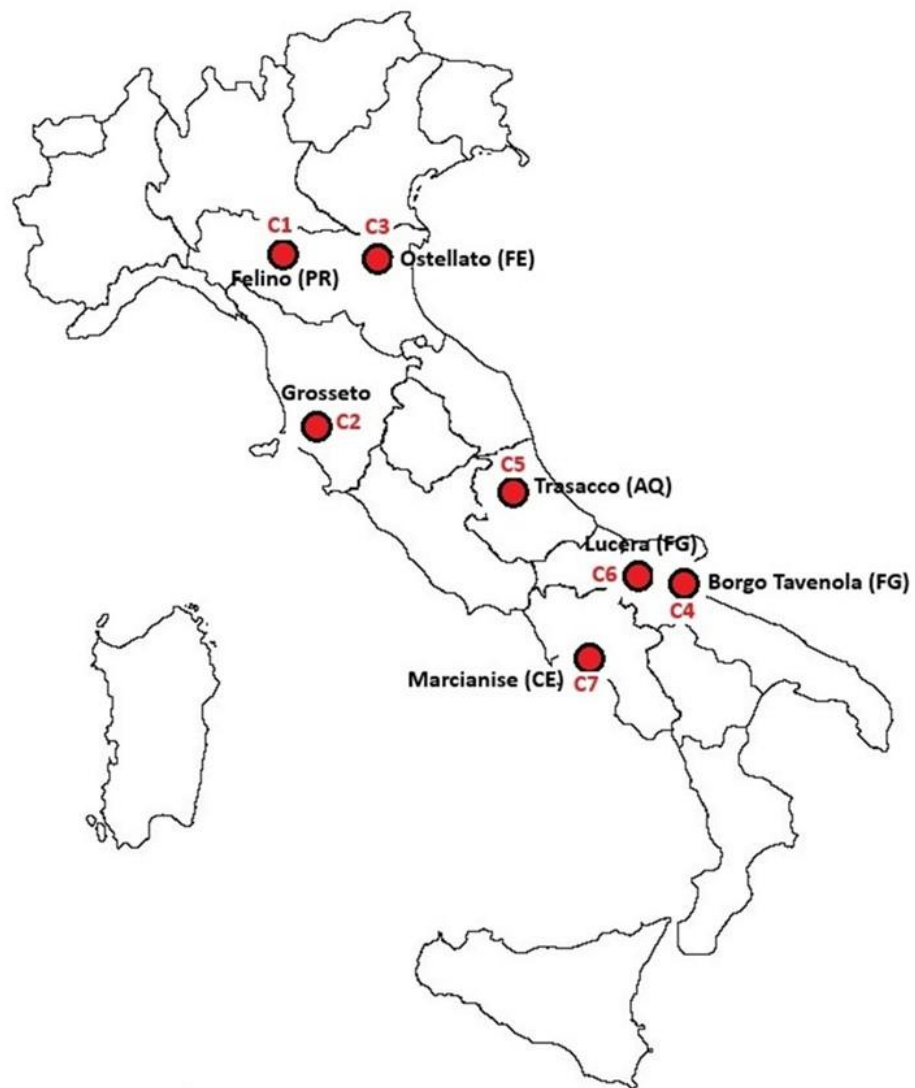 C1
C3
Felino (PR)
Ostellato (FE)
Grosseto
C2
C5
Trasacco (AQ)
Lucera (FG)
C6
Borgo Tavenola (FG)
C4
Marcianise (CE)
C7